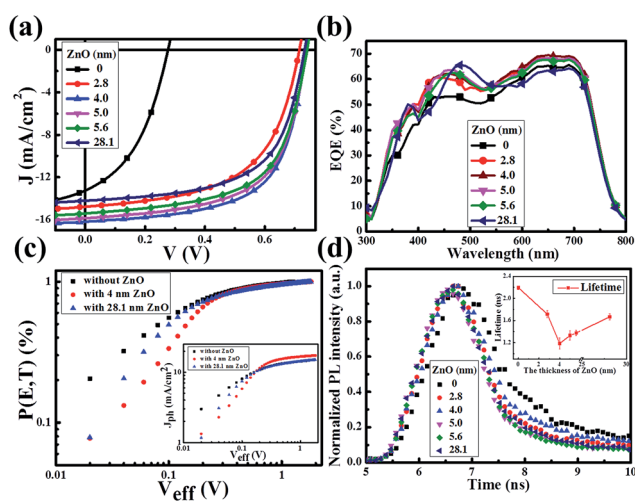 (a)
ZnO (nm)
0
2.8
4.0
5.0
5.6
28.1
J (mA/cm²)
0
-4
-8
-12
-16
0.0 0.2 0.4 0.6
V (V)
(b)
EQE (%)
70
60
50
40
30
20
10
0
ZnO (nm)
0
2.8
4.0
5.0
5.6
28.1
300 400 500 600 700 800
Wavelength (nm)
(c)
without ZnO
with 4 nm ZnO
with 28.1 nm ZnO
P(E,T) (%)
1
0.1
0.01 0.1 1
Veff (V)
without ZnO
with 4 nm ZnO
with 28.1 nm ZnO
Jph (mA/cm²)
10
1
0.01 0.1 1
Veff (V)
(d)
Normalized PL intensity (a.u.)
1.0
0.8
0.6
0.4
0.2
0.0
ZnO (nm)
0
2.8
4.0
5.0
5.6
28.1
5 6 7 8 9 10
Time (ns)
Lifetime
Lifetime (ns)
2.1
1.8
1.5
1.2
0 2 4 25 30
The thickness of ZnO (nm)